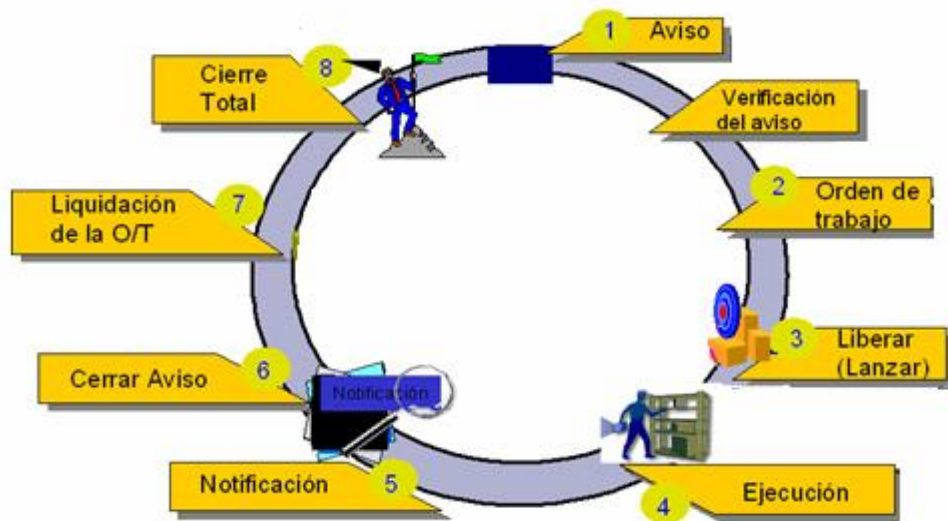 1 Aviso
Verificación
del aviso
2 Orden de
trabajo
3 Liberar
(Lanzar)
4 Ejecución
Notificación 5
Notificación
Cerrar Aviso 6
Liquidación 7
de la O/T
Cierre 8
Total